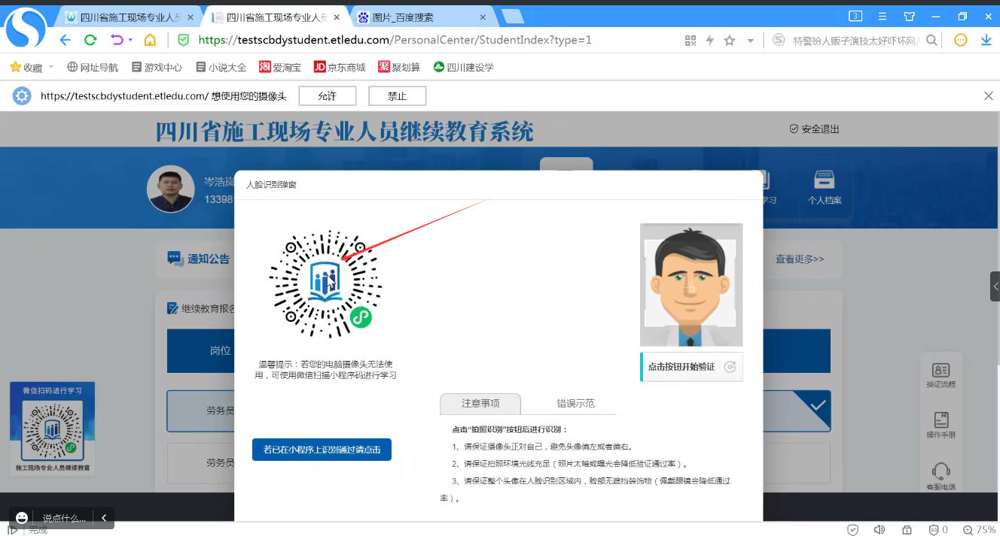 四川省施工现场专业人员
四川省施工现场专业人员
图片_百度搜索
3
https://testscbdystudent.etledu.com/PersonalCenter/StudentIndex?type=1
特警扮人贩子演技太好吓坏网
收藏
网址导航
游戏中心
小说大全
淘 爱淘宝
JD 京东商城
聚 聚划算
四川建设学
https://testscbdystudent.etledu.com/ 想使用您的摄像头
允许
禁止
四川省施工现场专业人员继续教育系统
安全退出
岑浩岚
13398
学习
个人档案
人脸识别弹窗
通知公告
查看更多>>
继续教育报名
岗位
劳务员
劳务员
温馨提示：若您的电脑摄像头无法使
用，可使用微信扫描小程序码进行学习
若已在小程序上识别通过请点击
点击按钮开始验证
注意事项
错误示范
点击"拍照识别"按钮后进行识别：
1、请保证摄像头正对自己，避免头像偏左或者偏右。
2、请保证拍照环境光线充足（照片太暗或曝光会降低验证通过率）。
3、请保证整个头像在人脸识别区域内，脸部无遮挡装饰物（佩戴眼镜会降低通过
率）。
微信扫码进行学习
施工现场专业人员继续教育
换证流程
操作手册
客服电话
说点什么...
完成
0
75%